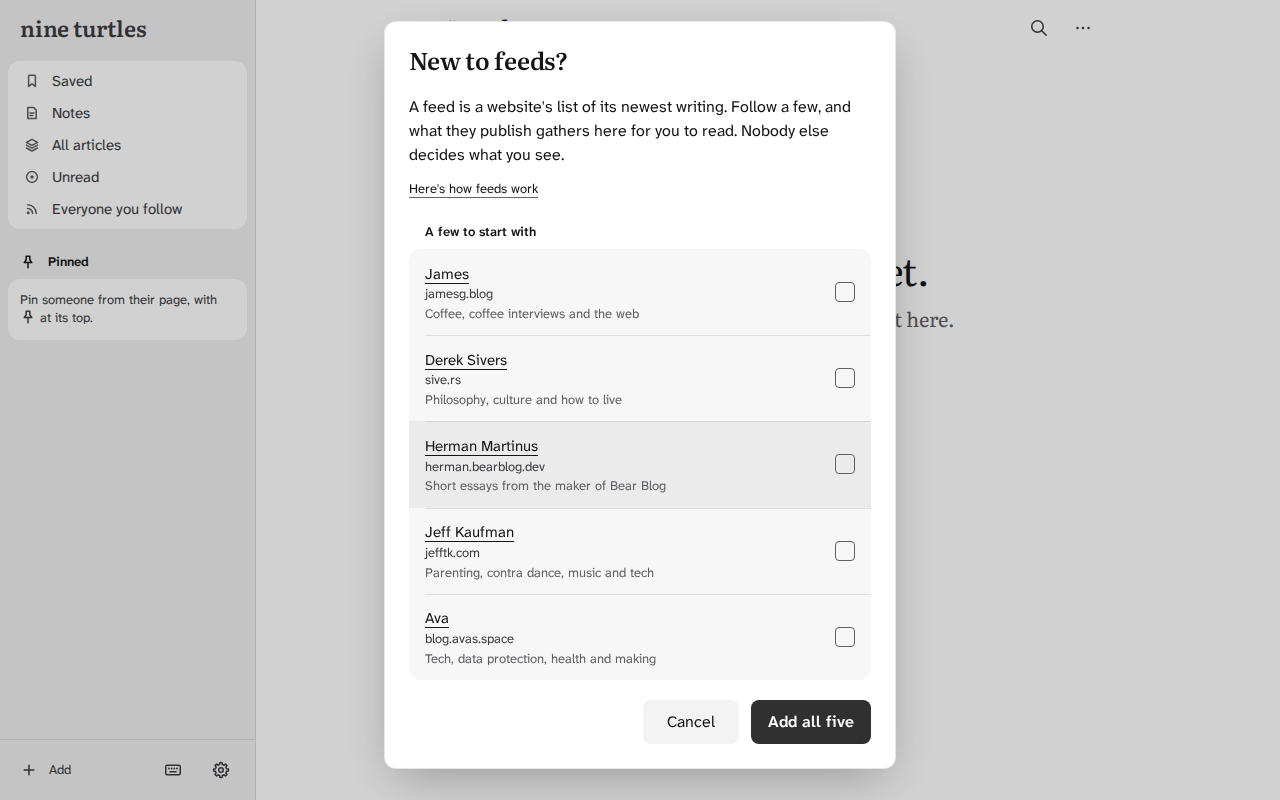 nine turtles
Saved
Notes
All articles
Unread
Everyone you follow
Pinned
Pin someone from their page, with
at its top.
Add
New to feeds?
A feed is a website's list of its newest writing. Follow a few, and
what they publish gathers here for you to read. Nobody else
decides what you see.
Here's how feeds work
A few to start with
James
jamesg.blog
Coffee, coffee interviews and the web
Derek Sivers
sive.rs
Philosophy, culture and how to live
Herman Martinus
herman.bearblog.dev
Short essays from the maker of Bear Blog
Jeff Kaufman
jefftk.com
Parenting, contra dance, music and tech
Ava
blog.avas.space
Tech, data protection, health and making
Cancel
Add all five
here.